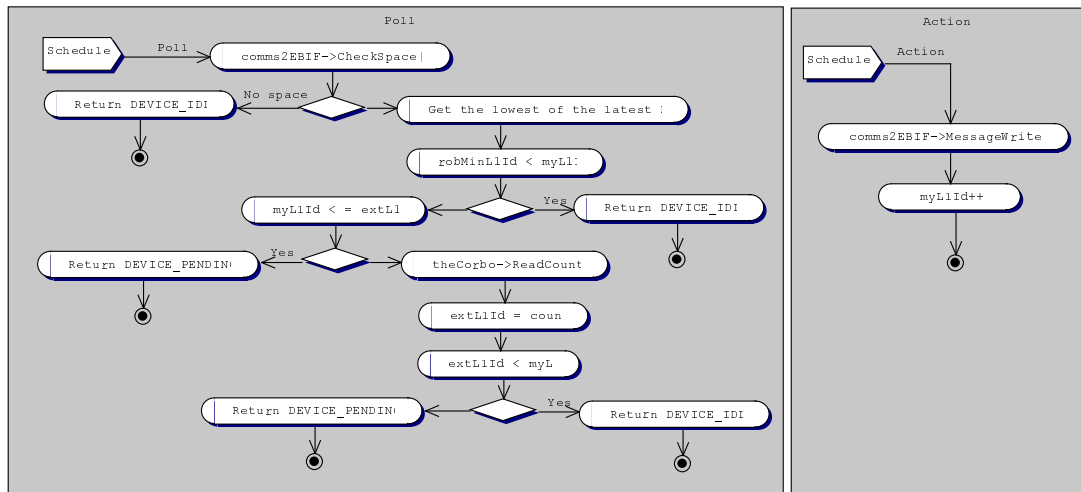 Poll
Schedule
Poll
comms2EBIF->CheckSpace
No space
Return DEVICE_IDI
Get the lowest of the latest
robMinL1Id < myL1
Yes
myL1Id < = extL1
Return DEVICE_IDI
Yes
Return DEVICE_PENDIN
theCorbo->ReadCount
extL1Id = coun
extL1Id < myL
Yes
Return DEVICE_PENDIN
Return DEVICE_IDI
Action
Schedule
Action
comms2EBIF->MessageWrite
myL1Id++